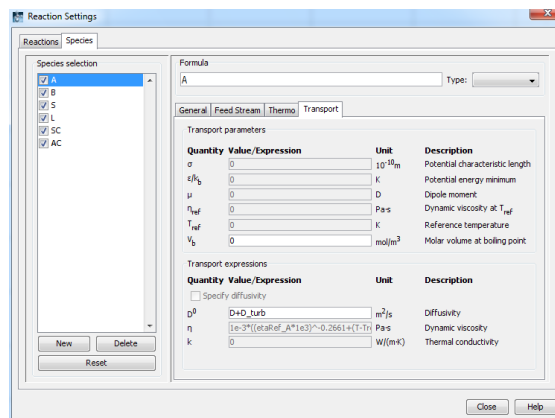 Reaction Settings
Reactions Species
Species selection
A
B
S
L
SC
AC
New Delete
Reset
Formula
A Type:
General Feed Stream Thermo Transport
Transport parameters
Quantity Value/Expression Unit Description
σ 0 10^-10m Potential characteristic length
ε/k_b 0 K Potential energy minimum
μ 0 D Dipole moment
η_ref 0 Pa·s Dynamic viscosity at T_ref
T_ref 0 K Reference temperature
V_b 0 mol/m³ Molar volume at boiling point
Transport expressions
Quantity Value/Expression Unit Description
Specify diffusivity
D⁰ D+D_turb m²/s Diffusivity
η 1e-3*((etaRef_A*1e3)^-0.2661+(T-Tre Pa·s Dynamic viscosity
k 0 W/(m·K) Thermal conductivity
Close Help